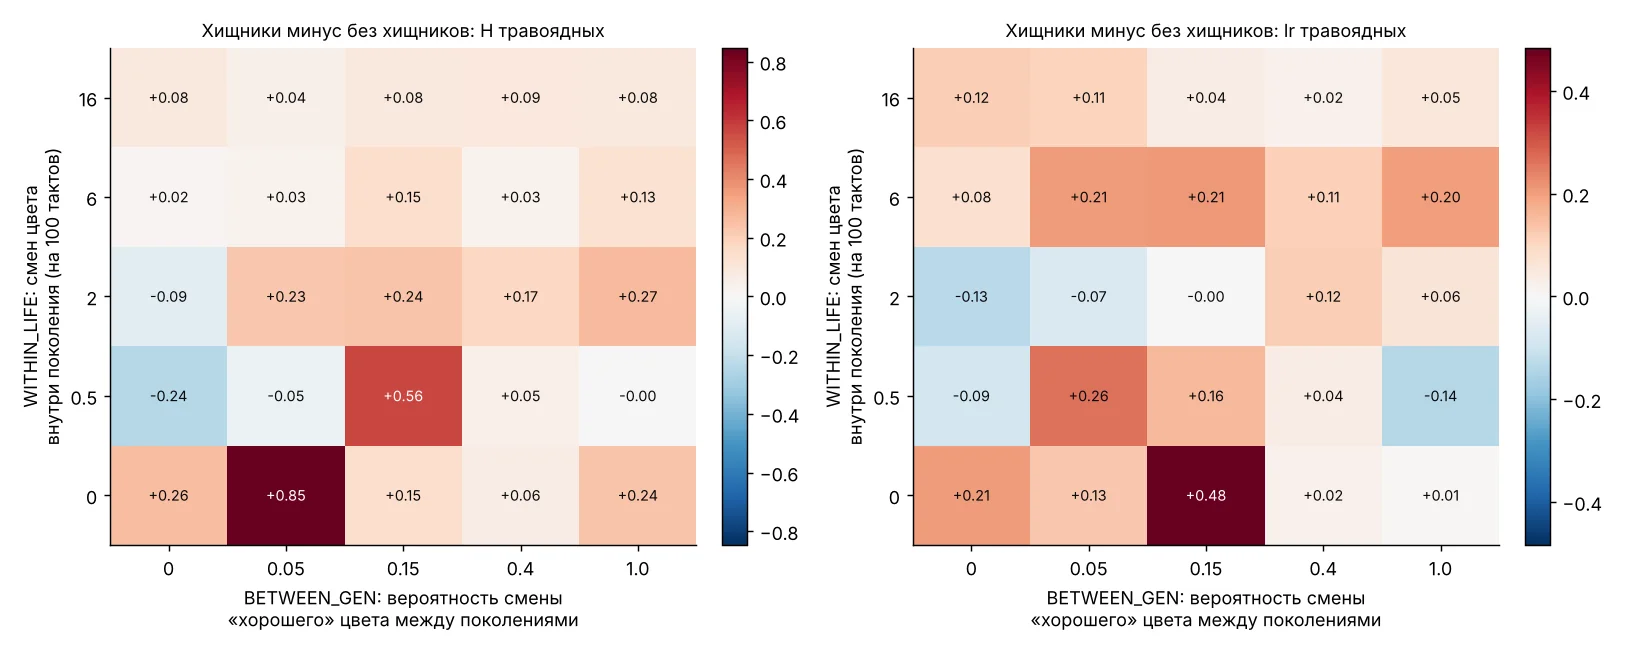 Хищники минус без хищников: H травоядных
WITHIN_LIFE: смен цвета
внутри поколения (на 100 тактов)
16
+0.08 +0.04 +0.08 +0.09 +0.08
6
+0.02 +0.03 +0.15 +0.03 +0.13
2
-0.09 +0.23 +0.24 +0.17 +0.27
0.5
-0.24 -0.05 +0.56 +0.05 -0.00
0
+0.26 +0.85 +0.15 +0.06 +0.24
0 0.05 0.15 0.4 1.0
BETWEEN_GEN: вероятность смены
«хорошего» цвета между поколениями
0.8
0.6
0.4
0.2
0.0
−0.2
−0.4
−0.6
−0.8
Хищники минус без хищников: lr травоядных
WITHIN_LIFE: смен цвета
внутри поколения (на 100 тактов)
16
+0.12 +0.11 +0.04 +0.02 +0.05
6
+0.08 +0.21 +0.21 +0.11 +0.20
2
-0.13 -0.07 -0.00 +0.12 +0.06
0.5
-0.09 +0.26 +0.16 +0.04 -0.14
0
+0.21 +0.13 +0.48 +0.02 +0.01
0 0.05 0.15 0.4 1.0
BETWEEN_GEN: вероятность смены
«хорошего» цвета между поколениями
0.4
0.2
0.0
−0.2
−0.4